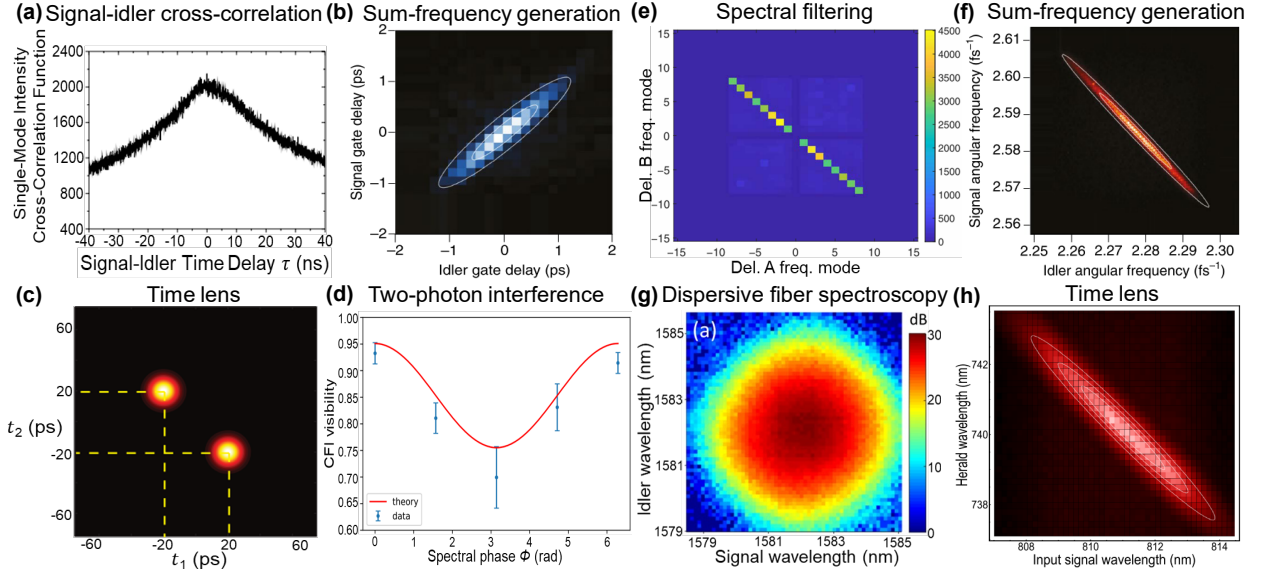 (a) Signal-idler cross-correlation
Single-Mode Intensity
Cross-Correlation Function
2400
2000
1600
1200
800
400
-40 -30 -20 -10 0 10 20 30 40
Signal-Idler Time Delay τ (ns)
(b) Sum-frequency generation
Signal gate delay (ps)
2
1
0
−1
−2
−2 −1 0 1 2
Idler gate delay (ps)
(e) Spectral filtering
Del. B freq. mode
15
10
5
0
−5
−10
−15
−15 −10 −5 0 5 10 15
Del. A freq. mode
4500
4000
3500
3000
2500
2000
1500
1000
500
0
(f) Sum-frequency generation
Signal angular frequency (fs⁻¹)
2.61
2.60
2.59
2.58
2.57
2.56
2.25 2.26 2.27 2.28 2.29 2.30
Idler angular frequency (fs⁻¹)
(c) Time lens
60
20
t₂ (ps)
-20
-60
-60 -20 20 60
t₁ (ps)
(d) Two-photon interference
CFI visibility
1.00
0.95
0.90
0.85
0.80
0.75
0.70
0.65
0.60
theory
data
0 1 2 3 4 5 6
Spectral phase Φ (rad)
(g) Dispersive fiber spectroscopy
(a)
Idler wavelength (nm)
1585
1583
1581
1579
1579 1581 1583 1585
Signal wavelength (nm)
dB
30
20
10
0
(h) Time lens
Herald wavelength (nm)
742
740
738
808 810 812 814
Input signal wavelength (nm)